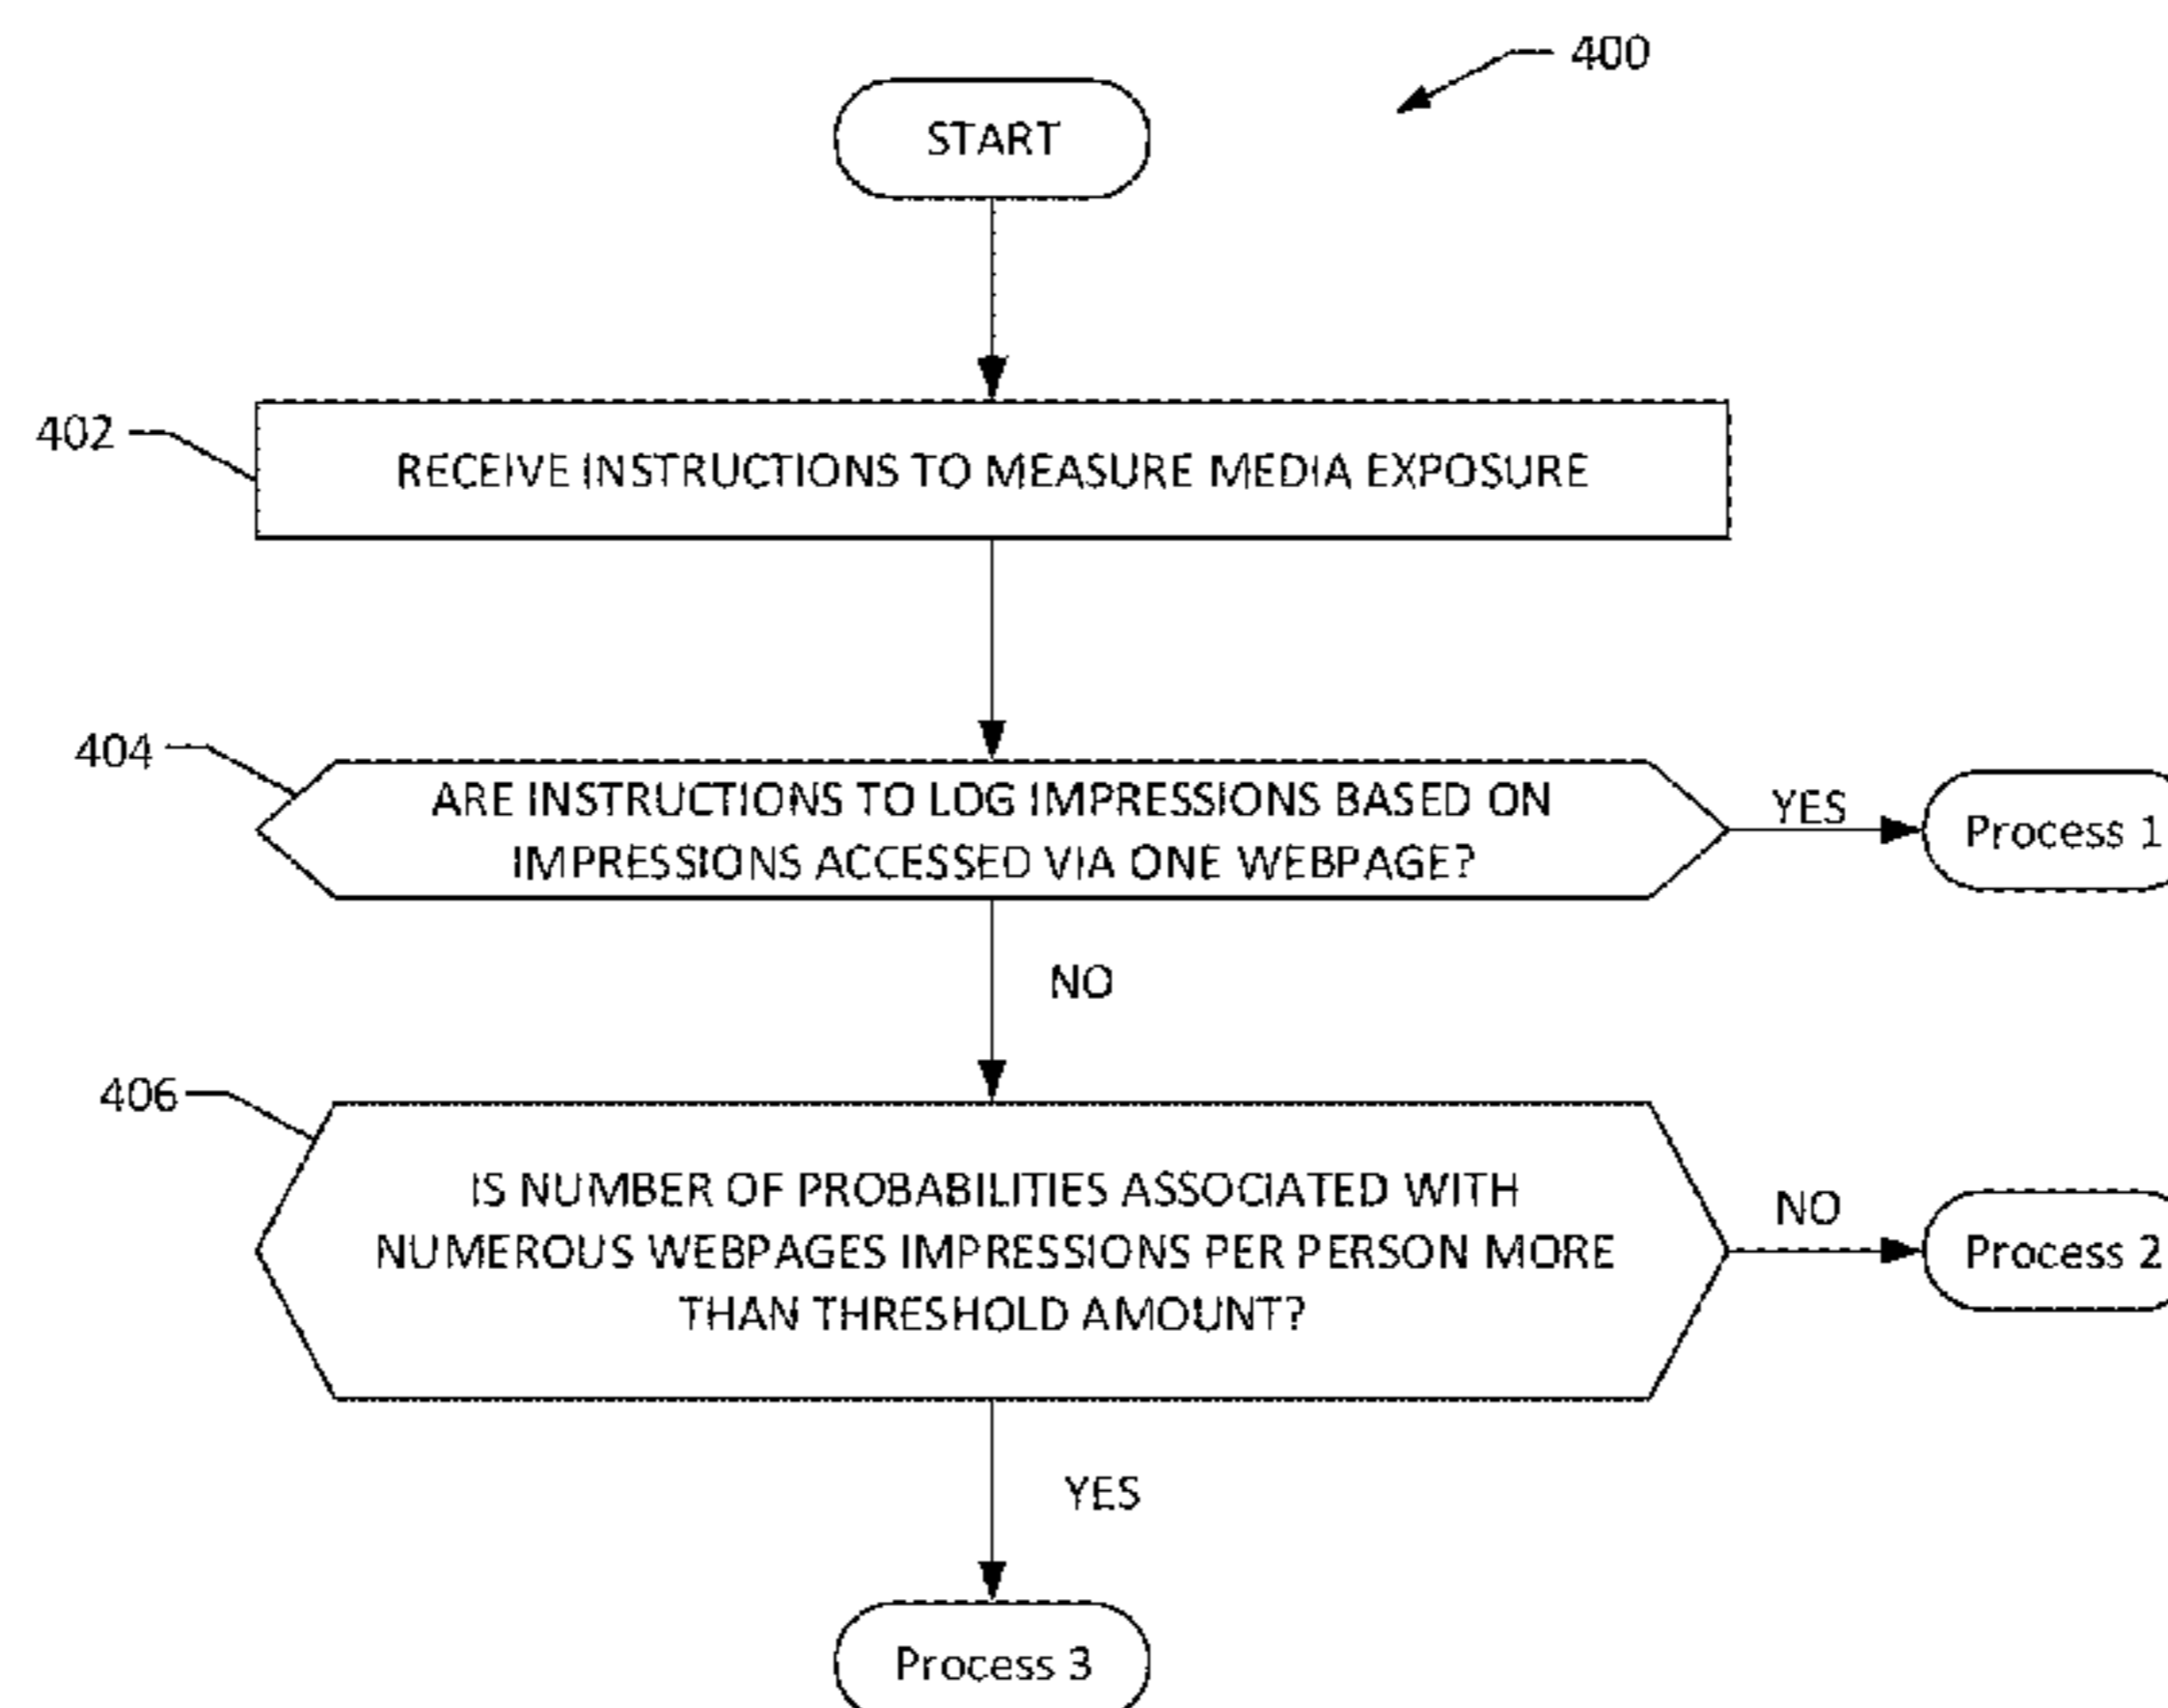 400
START
402
RECEIVE INSTRUCTIONS TO MEASURE MEDIA EXPOSURE
404
ARE INSTRUCTIONS TO LOG IMPRESSIONS BASED ON
IMPRESSIONS ACCESSED VIA ONE WEBPAGE?
YES
Process 1
NO
406
IS NUMBER OF PROBABILITIES ASSOCIATED WITH
NUMEROUS WEBPAGES IMPRESSIONS PER PERSON MORE
THAN THRESHOLD AMOUNT?
NO
Process 2
YES
Process 3